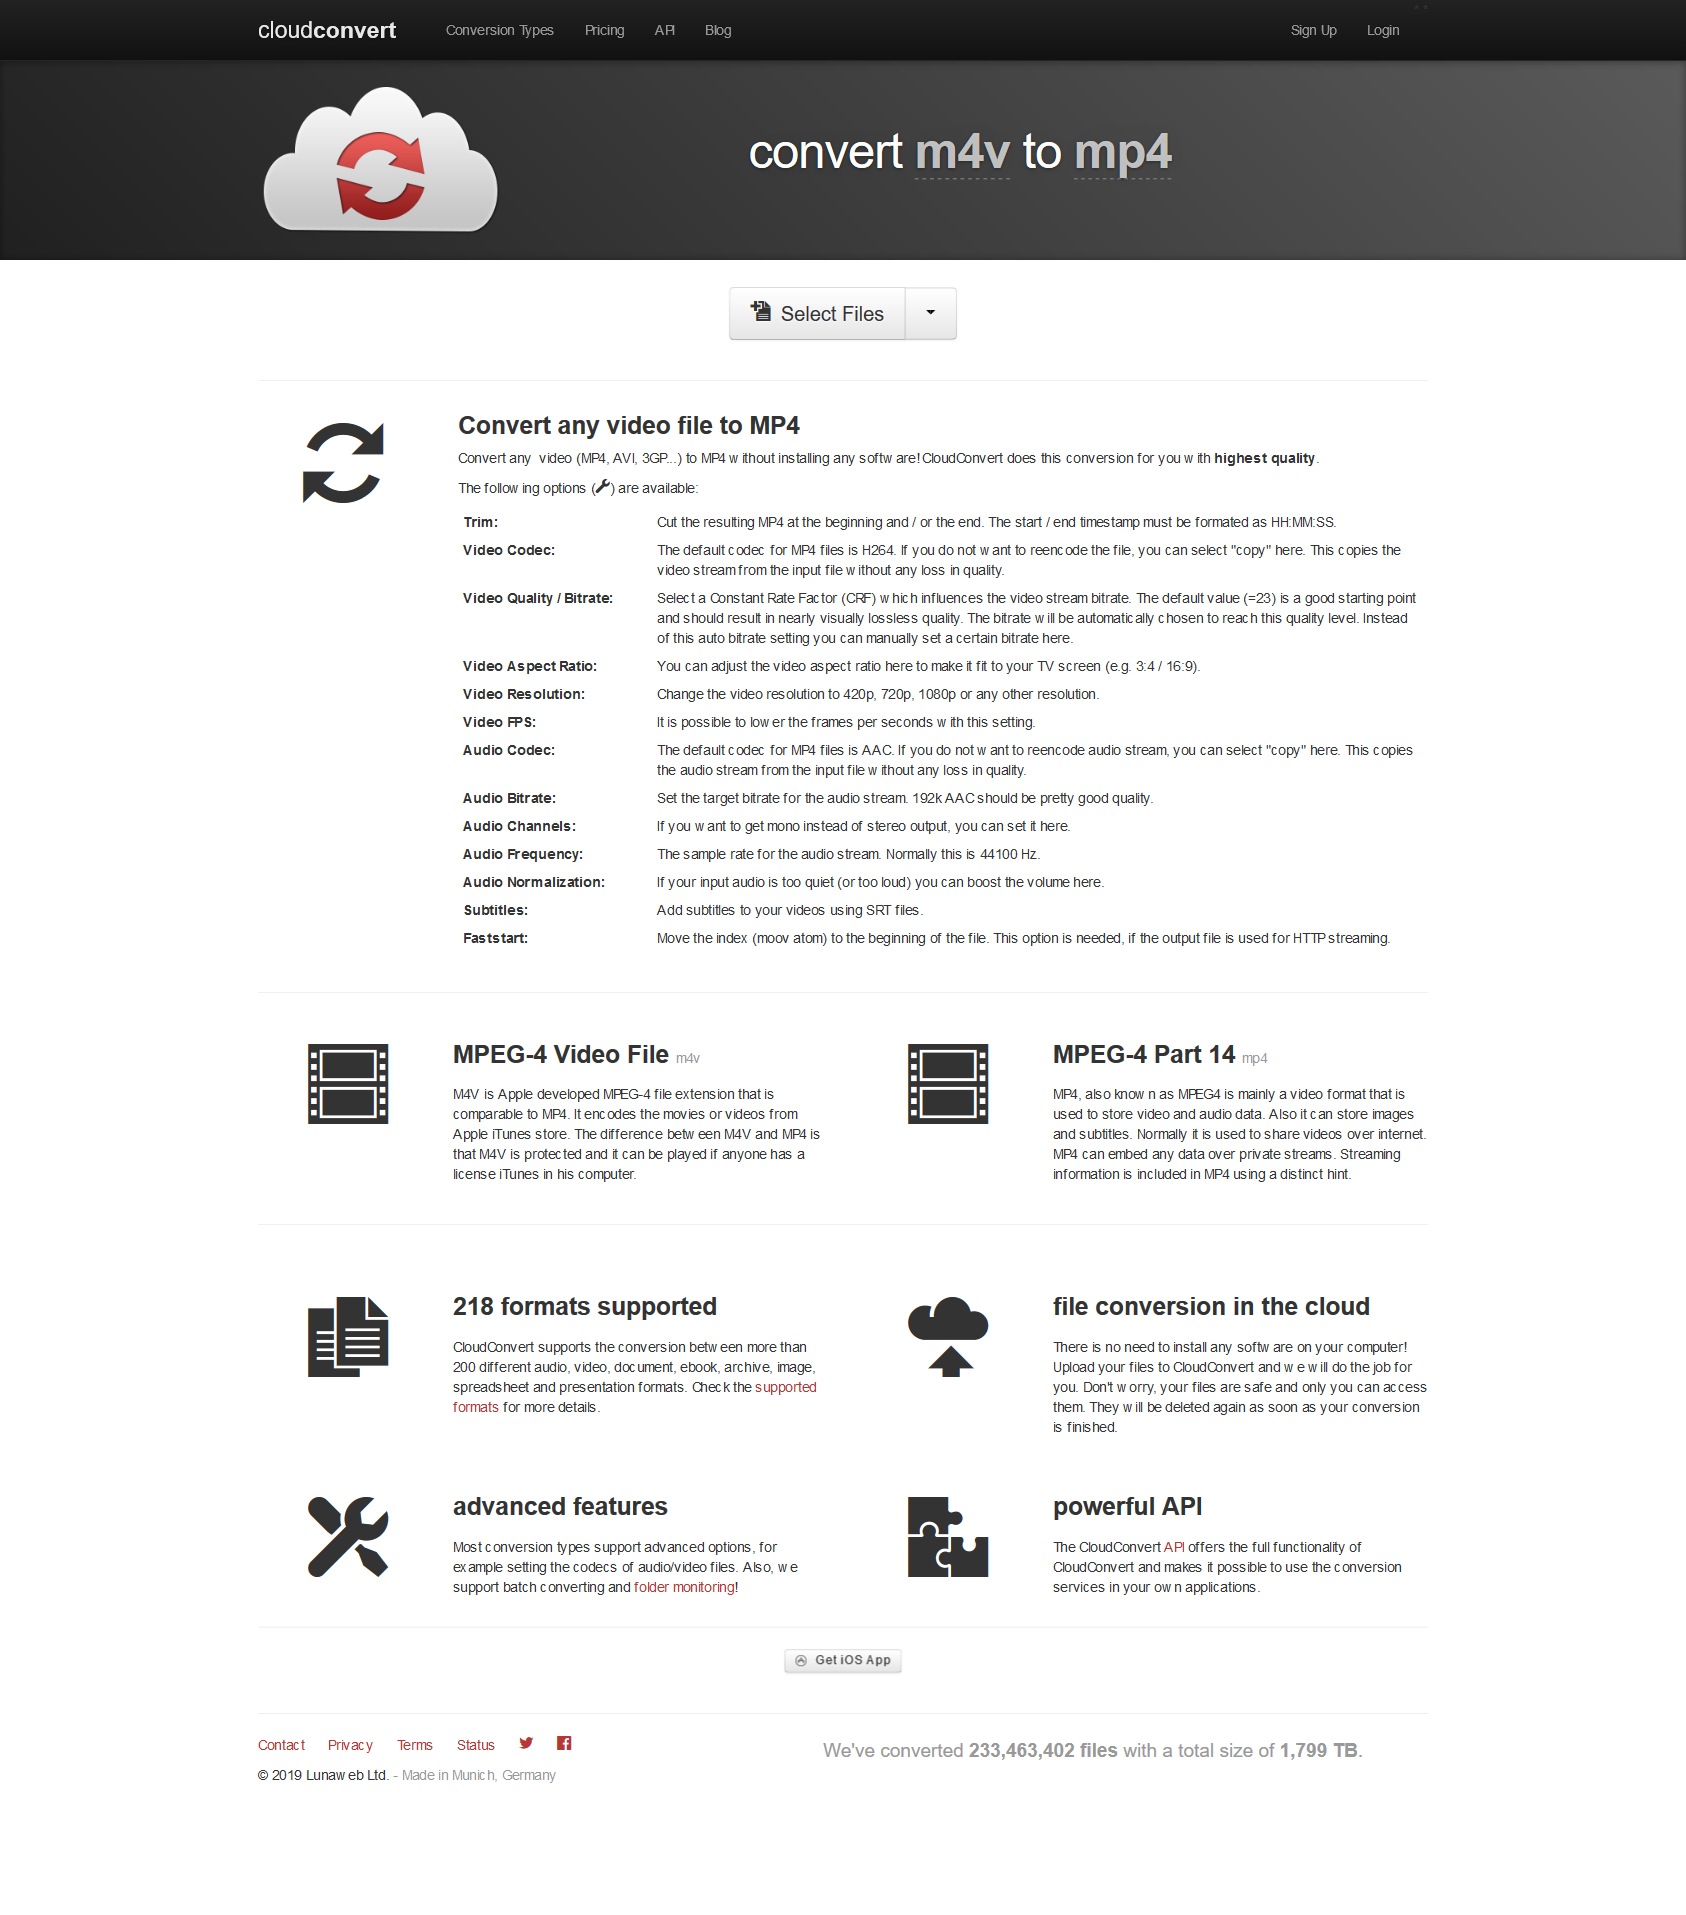 cloudconvert Conversion Types Pricing API Blog Sign Up Login
convert m4v to mp4
Select Files
Convert any video file to MP4
Convert any video (MP4, AVI, 3GP...) to MP4 without installing any software! CloudConvert does this conversion for you with highest quality.
The following options () are available:
Trim: Cut the resulting MP4 at the beginning and / or the end. The start / end timestamp must be formated as HH:MM:SS.
Video Codec: The default codec for MP4 files is H264. If you do not want to reencode the file, you can select "copy" here. This copies the
video stream from the input file without any loss in quality.
Video Quality / Bitrate: Select a Constant Rate Factor (CRF) which influences the video stream bitrate. The default value (=23) is a good starting point
and should result in nearly visually lossless quality. The bitrate will be automatically chosen to reach this quality level. Instead
of this auto bitrate setting you can manually set a certain bitrate here.
Video Aspect Ratio: You can adjust the video aspect ratio here to make it fit to your TV screen (e.g. 3:4 / 16:9).
Video Resolution: Change the video resolution to 420p, 720p, 1080p or any other resolution.
Video FPS: It is possible to lower the frames per seconds with this setting.
Audio Codec: The default codec for MP4 files is AAC. If you do not want to reencode audio stream, you can select "copy" here. This copies
the audio stream from the input file without any loss in quality.
Audio Bitrate: Set the target bitrate for the audio stream. 192k AAC should be pretty good quality.
Audio Channels: If you want to get mono instead of stereo output, you can set it here.
Audio Frequency: The sample rate for the audio stream. Normally this is 44100 Hz.
Audio Normalization: If your input audio is too quiet (or too loud) you can boost the volume here.
Subtitles: Add subtitles to your videos using SRT files.
Faststart: Move the index (moov atom) to the beginning of the file. This option is needed, if the output file is used for HTTP streaming.
MPEG-4 Video File m4v
M4V is Apple developed MPEG-4 file extension that is
comparable to MP4. It encodes the movies or videos from
Apple iTunes store. The difference between M4V and MP4 is
that M4V is protected and it can be played if anyone has a
license iTunes in his computer.
MPEG-4 Part 14 mp4
MP4, also known as MPEG4 is mainly a video format that is
used to store video and audio data. Also it can store images
and subtitles. Normally it is used to share videos over internet.
MP4 can embed any data over private streams. Streaming
information is included in MP4 using a distinct hint.
218 formats supported
CloudConvert supports the conversion between more than
200 different audio, video, document, ebook, archive, image,
spreadsheet and presentation formats. Check the supported
formats for more details.
file conversion in the cloud
There is no need to install any software on your computer!
Upload your files to CloudConvert and we will do the job for
you. Don't worry, your files are safe and only you can access
them. They will be deleted again as soon as your conversion
is finished.
advanced features
Most conversion types support advanced options, for
example setting the codecs of audio/video files. Also, we
support batch converting and folder monitoring!
powerful API
The CloudConvert API offers the full functionality of
CloudConvert and makes it possible to use the conversion
services in your own applications.
Get iOS App
Contact Privacy Terms Status
© 2019 Lunaweb Ltd. - Made in Munich, Germany
We've converted 233,463,402 files with a total size of 1,799 TB.